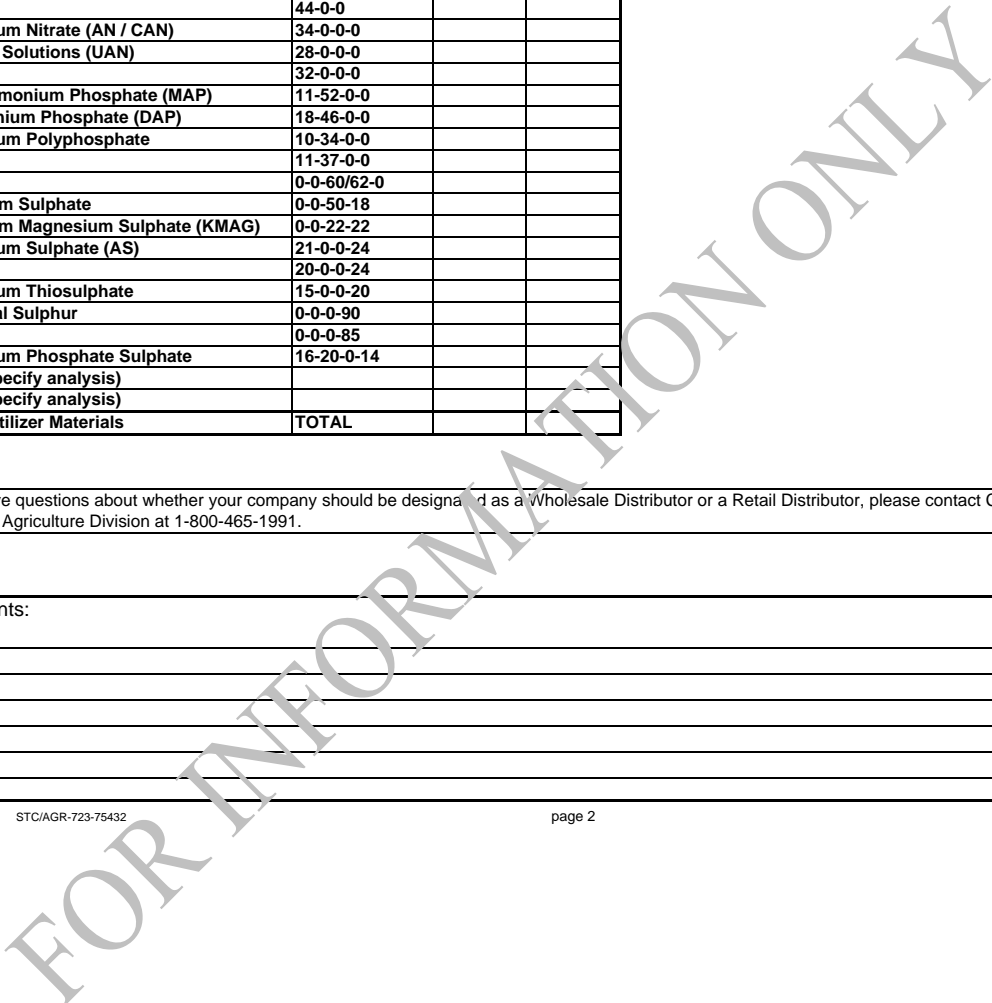 44-0-0
um Nitrate (AN / CAN) 34-0-0-0
Solutions (UAN) 28-0-0-0
32-0-0-0
monium Phosphate (MAP) 11-52-0-0
nium Phosphate (DAP) 18-46-0-0
um Polyphosphate 10-34-0-0
11-37-0-0
0-0-60/62-0
m Sulphate 0-0-50-18
m Magnesium Sulphate (KMAG) 0-0-22-22
um Sulphate (AS) 21-0-0-24
20-0-0-24
um Thiosulphate 15-0-0-20
al Sulphur 0-0-0-90
0-0-0-85
um Phosphate Sulphate 16-20-0-14
pecify analysis)
pecify analysis)
tilizer Materials TOTAL
re questions about whether your company should be designa d as a Wholesale Distributor or a Retail Distributor, please contact C
Agriculture Division at 1-800-465-1991.
nts:
STC/AGR-723-75432 page 2
FOR INFORMATION ONLY